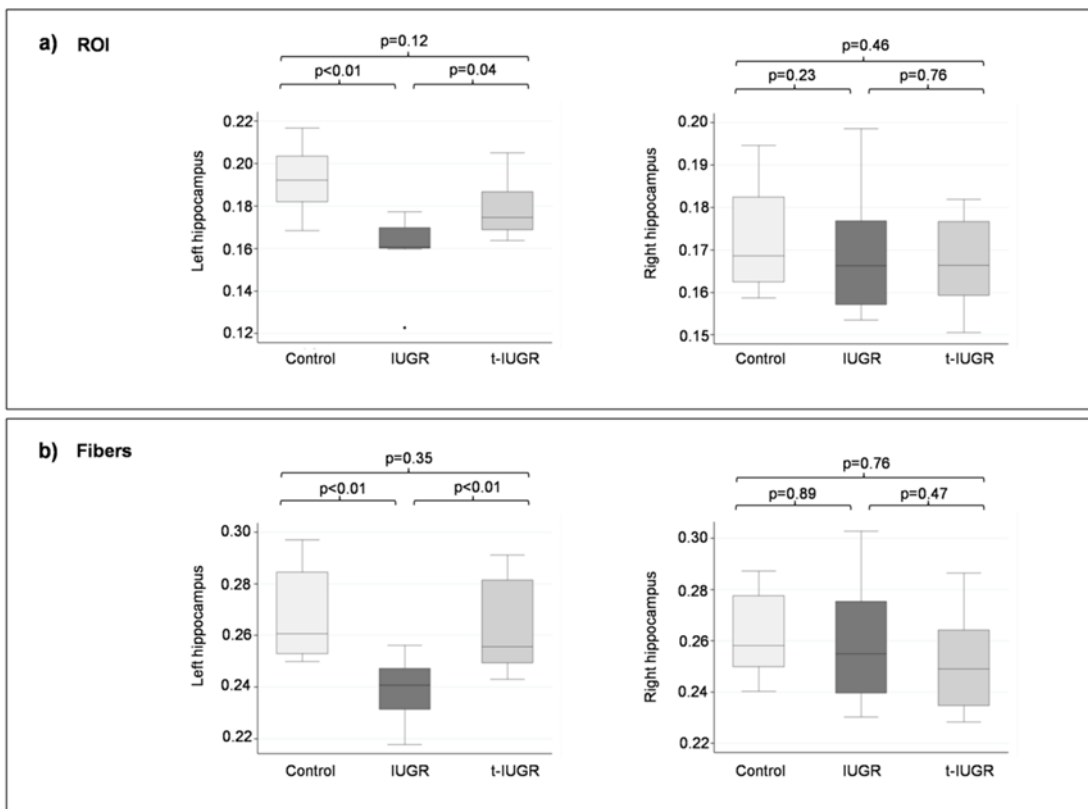 a) ROI
p=0.12
p<0.01 p=0.04
Left hippocampus
0.22
0.20
0.18
0.16
0.14
0.12
Control IUGR t-IUGR
p=0.46
p=0.23 p=0.76
Right hippocampus
0.20
0.19
0.18
0.17
0.16
0.15
Control IUGR t-IUGR
b) Fibers
p=0.35
p<0.01 p<0.01
Left hippocampus
0.30
0.28
0.26
0.24
0.22
Control IUGR t-IUGR
p=0.76
p=0.89 p=0.47
Right hippocampus
0.30
0.28
0.26
0.24
0.22
Control IUGR t-IUGR